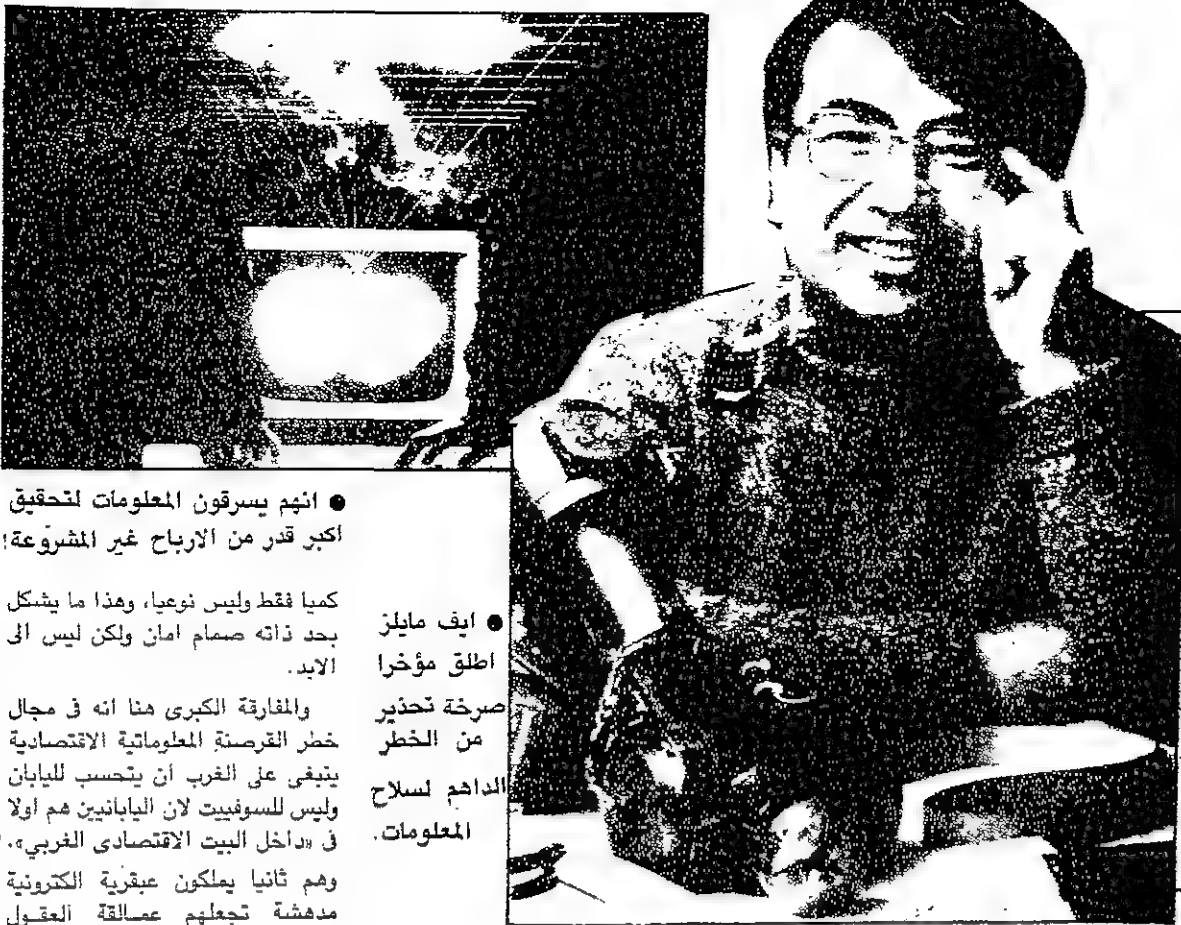 ● انهم يسرقون المعلومات لتحقيق
اكبر قدر من الارباح غير المشروعة!
كميا فقط وليس نوعيا، وهذا ما يشكل
بحد ذاته صمام امان ولكن ليس الى
الابد.
والمفارقة الكبرى هنا انه في مجال
خطر القرصنة المعلوماتية الاقتصادية
ينبغي على الغرب ان يتحسب لليابان
وليس للسوفييت لان اليابانيين هم اولا
في «داخل البيت الاقتصادى الغربي».
وهم ثانيا يملكون عبقرية الكترونية
مدهشة تجعلهم عمالقة العقول
● ايف مايلز
اطلق مؤخرا
صرخة تحذير
من الخطر
الداهم لسلاح
المعلومات.